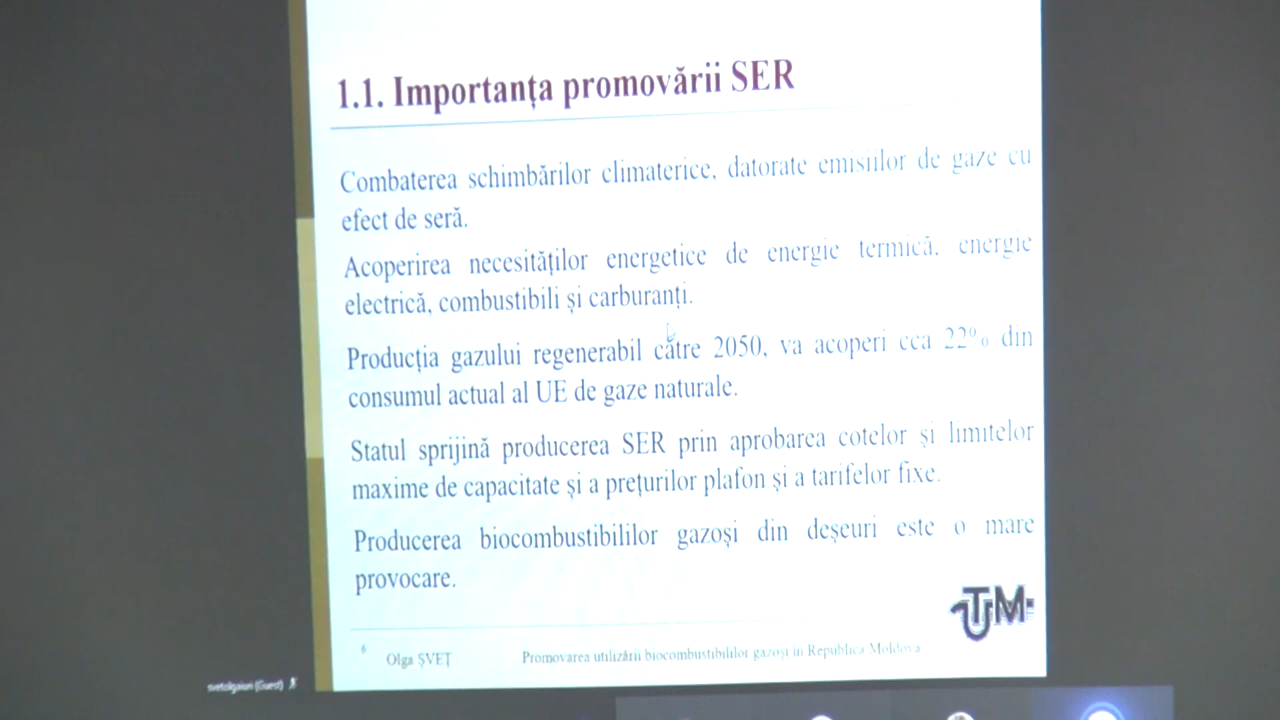 1.1. Importanța promovării SER
Combaterea schimbărilor climaterice, datorate emisiilor de gaze cu
efect de seră.
Acoperirea necesităților energetice de energie termică, energie
electrică, combustibili și carburanți.
Producția gazului regenerabil către 2050, va acoperi cca 22% din
consumul actual al UE de gaze naturale.
Statul sprijină producerea SER prin aprobarea cotelor și limitelor
maxime de capacitate și a prețurilor plafon și a tarifelor fixe.
Producerea biocombustibililor gazoși din deșeuri este o mare
provocare.
UTM
6
Olga ȘVEȚ
Promovarea utilizării biocombustibililor gazoși in Republica Moldova
(Guest)